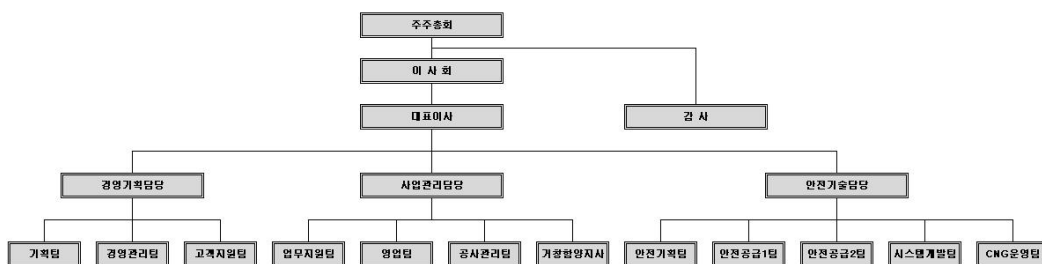 주주총회
이 사 회
대표이사
감 사
경영기획담당
사업관리담당
안전기술담당
기획팀
경영관리팀
고객지원팀
업무지원팀
영업팀
공사관리팀
거창함양지사
안전기획팀
안전공급1팀
안전공급2팀
시스템개발팀
CNG운영팀